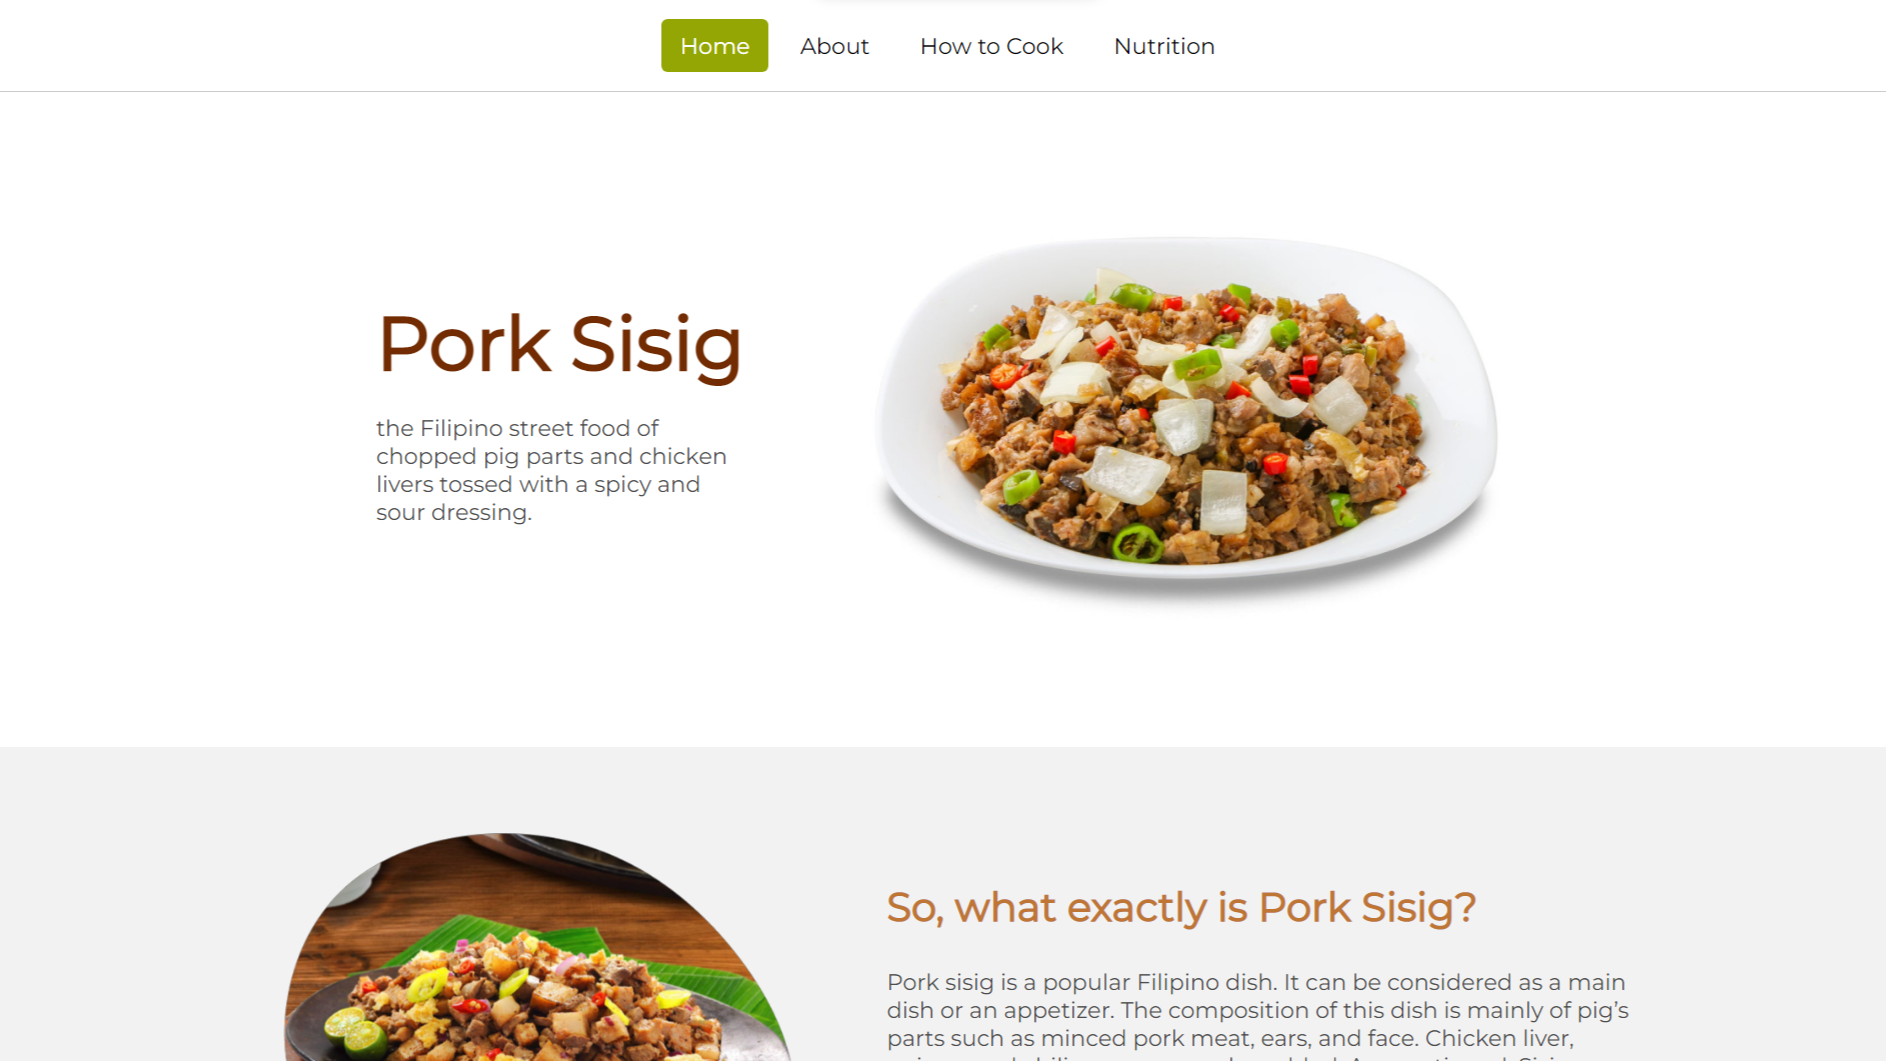 Home About How to Cook Nutrition
Pork Sisig
the Filipino street food of
chopped pig parts and chicken
livers tossed with a spicy and
sour dressing.
So, what exactly is Pork Sisig?
Pork sisig is a popular Filipino dish. It can be considered as a main
dish or an appetizer. The composition of this dish is mainly of pig’s
parts such as minced pork meat, ears, and face. Chicken liver,